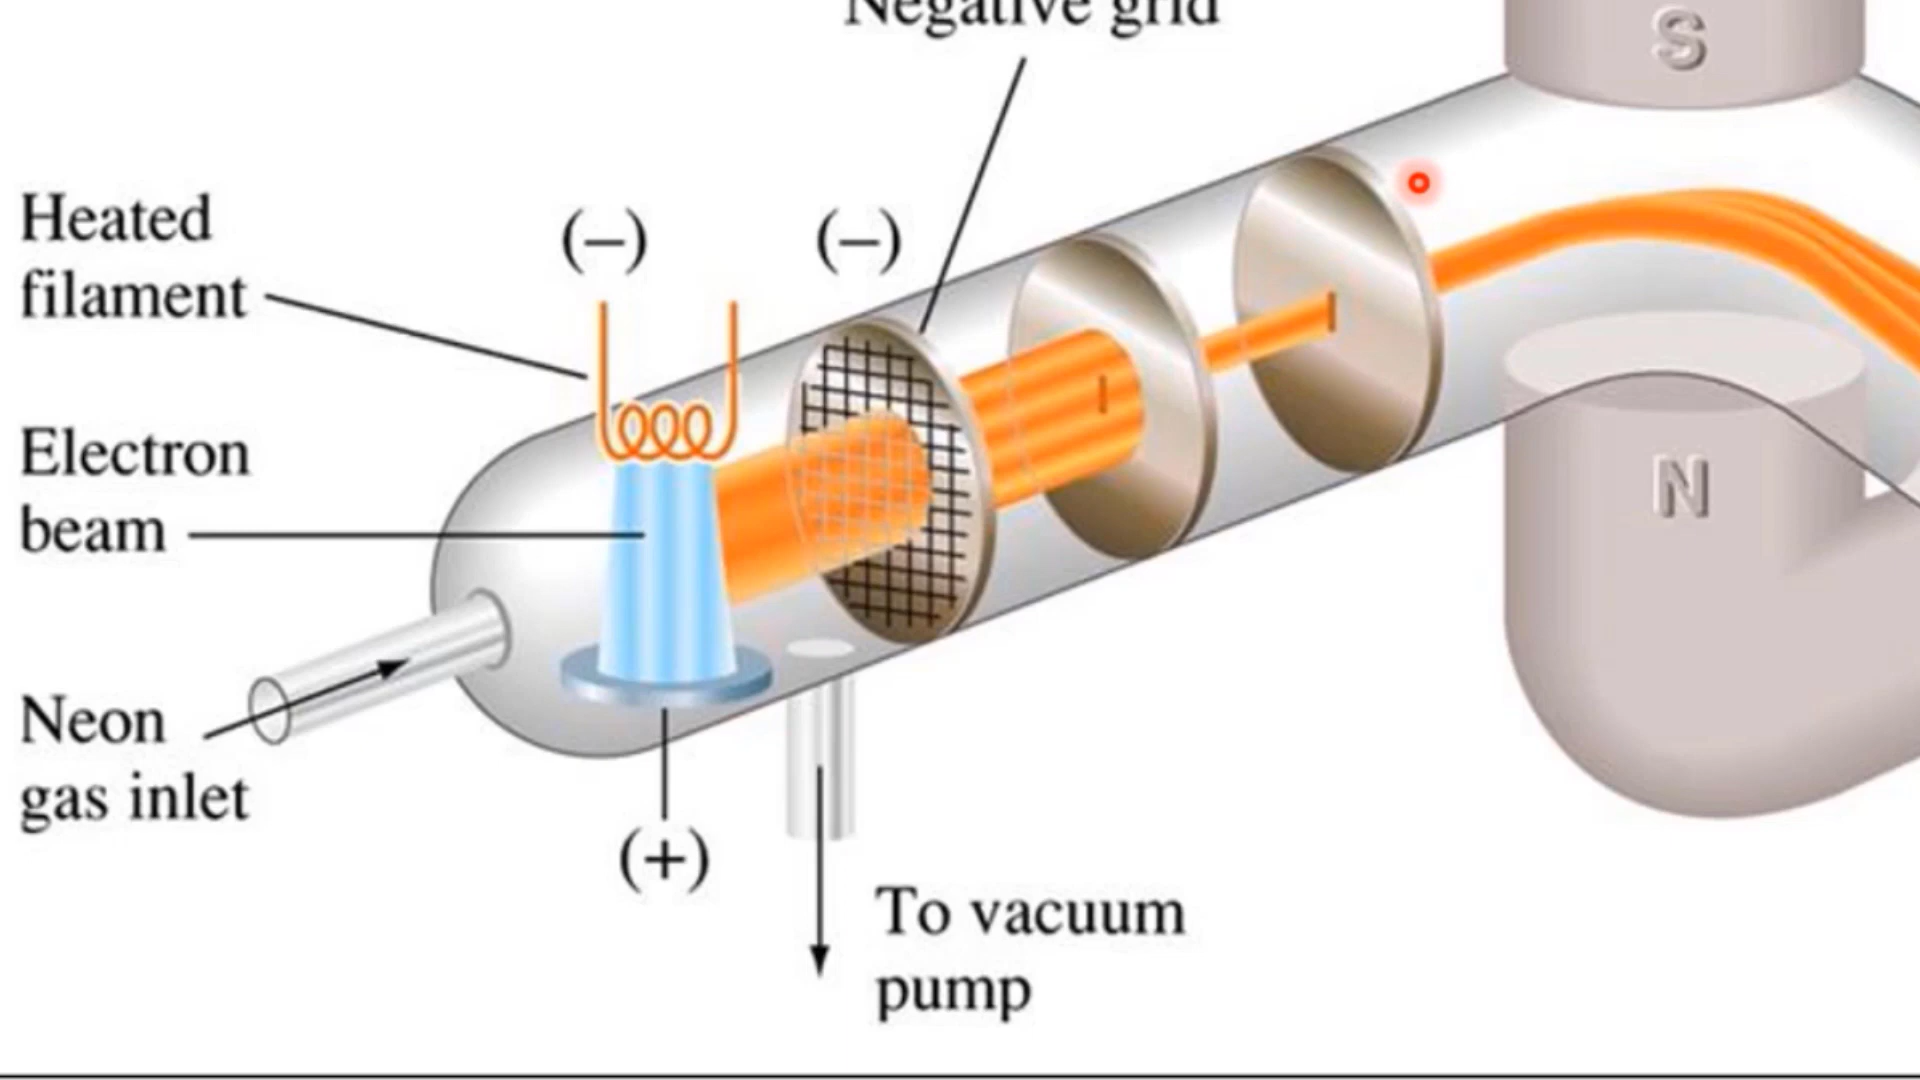 Negative grid
S
Heated
filament
(–)
(–)
Electron
beam
N
Neon
gas inlet
(+)
To vacuum
pump